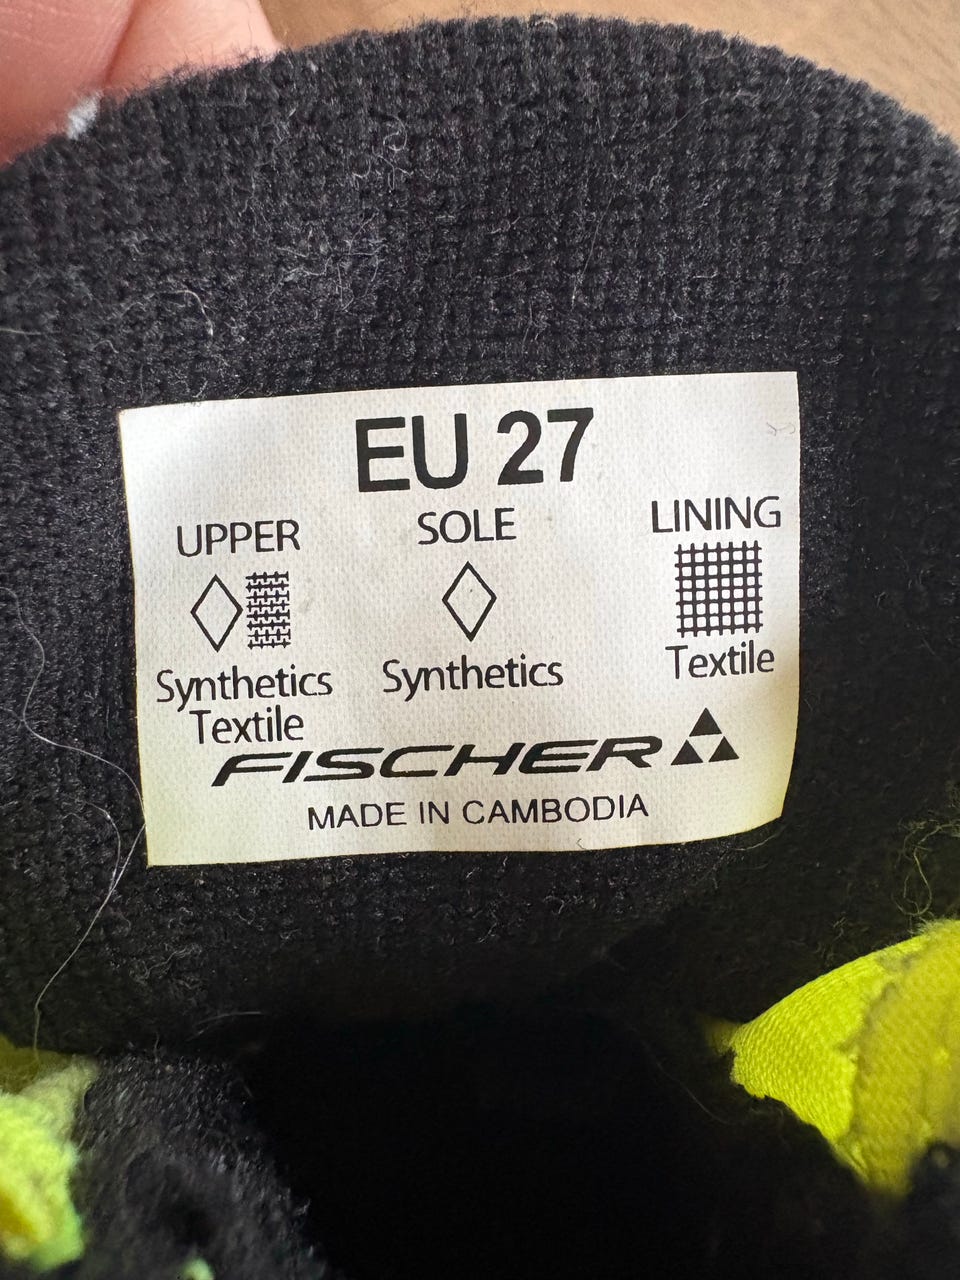 EU 27
UPPER SOLE LINING
Synthetics Synthetics Textile
Textile
FISCHER
MADE IN CAMBODIA